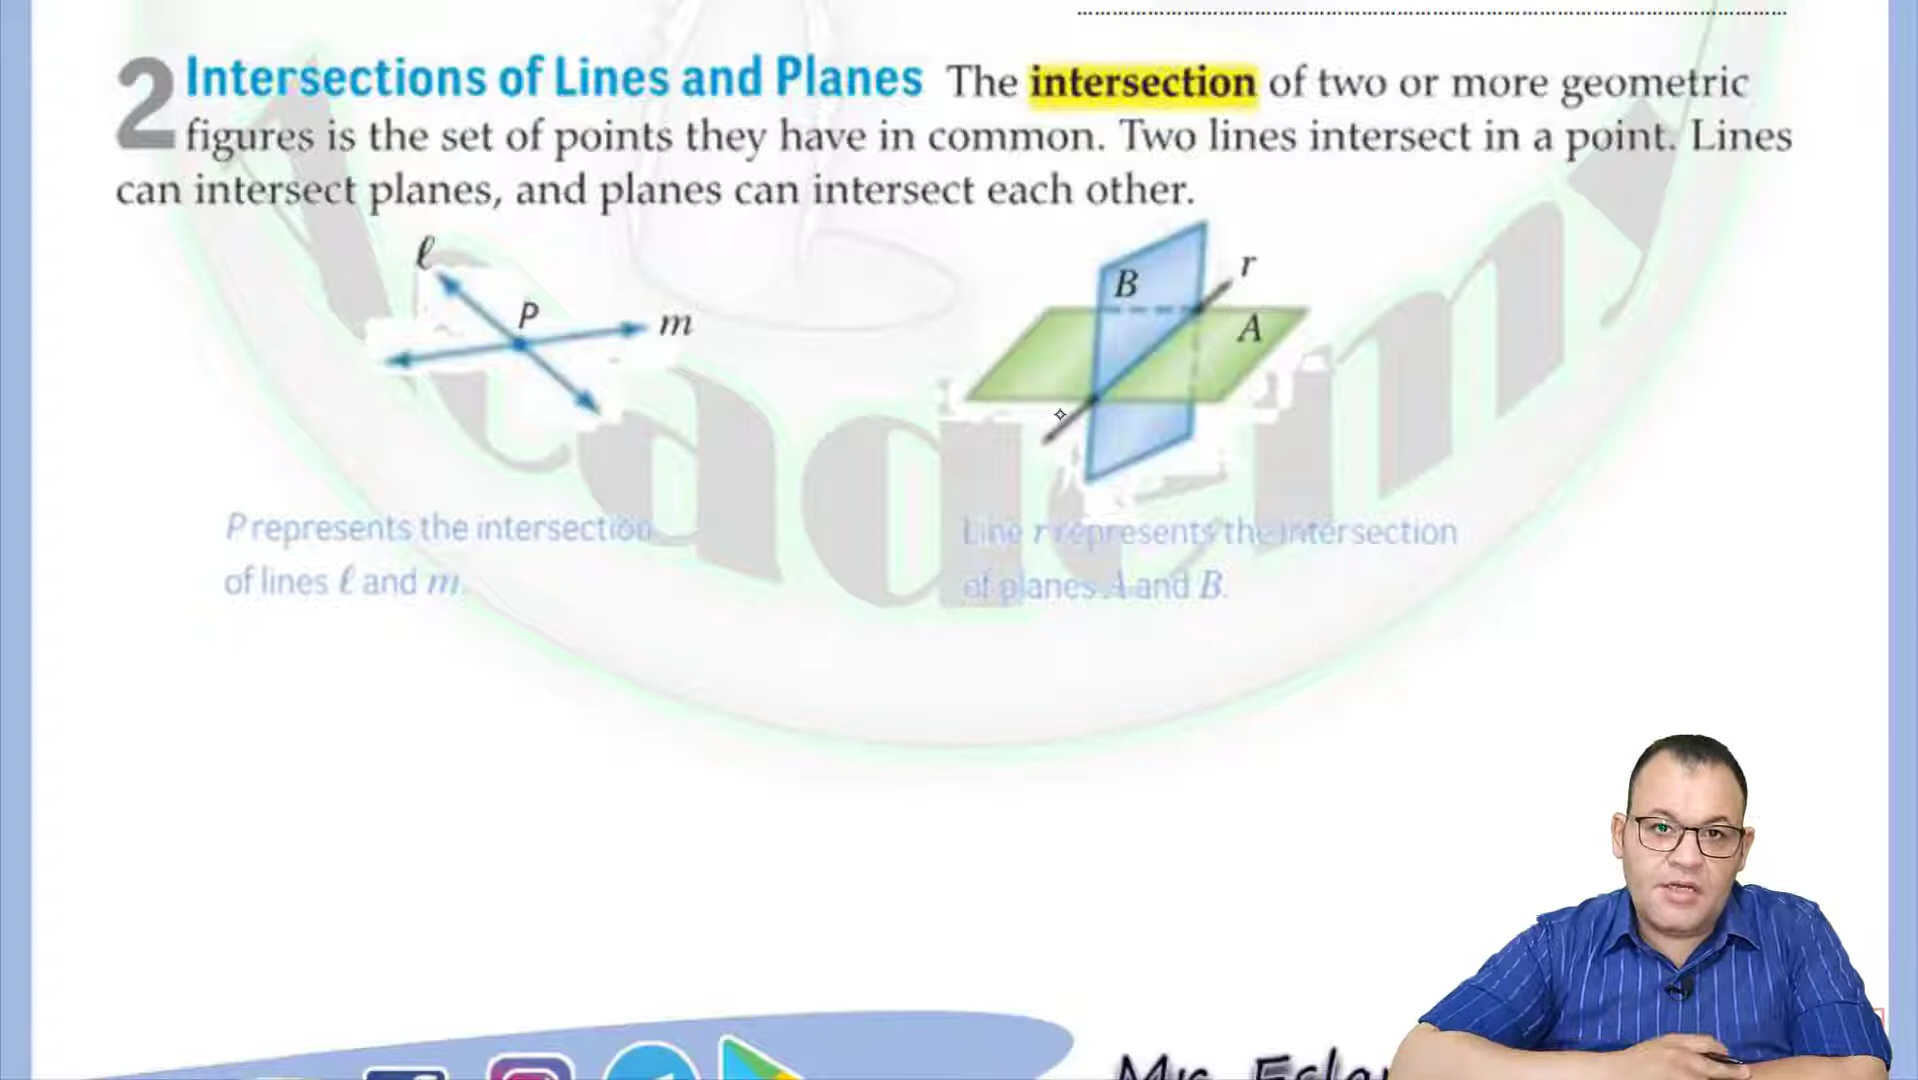 2 Intersections of Lines and Planes The intersection of two or more geometric
figures is the set of points they have in common. Two lines intersect in a point. Lines
can intersect planes, and planes can intersect each other.
ℓ
P
m
B
r
A
P represents the intersection
of lines ℓ and m.
Line r represents the intersection
of planes A and B.
Mr. Eslam